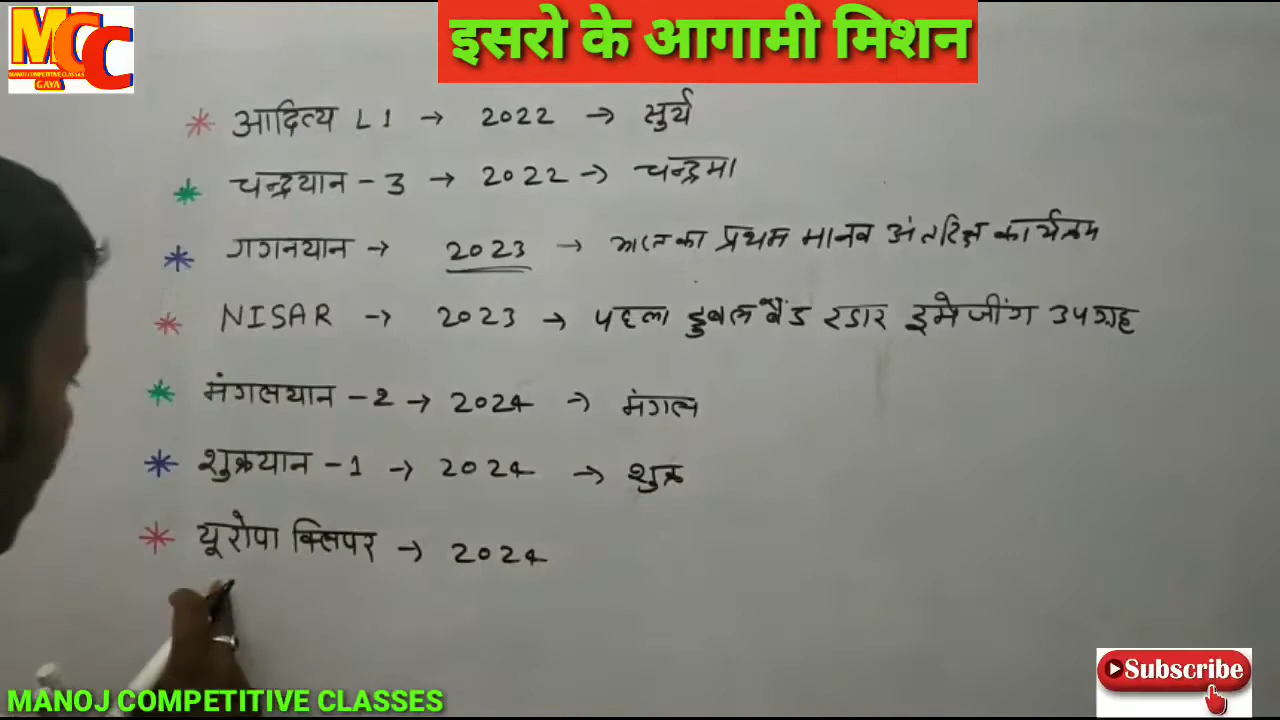 MCC
MANOJ COMPETITIVE CLASSES
GAYA
इसरो के आगामी मिशन
आदित्य L1 → 2022 → सुर्य
चन्द्रयान - 3 → 2022 → चन्द्रमा
गगनयान → 2023 → भारत का प्रथम मानव अंतरिक्ष कार्यक्रम
NISAR → 2023 → पहला डुवल बैंड रडार इमेजींग उपग्रह
मंगलयान - 2 → 2024 → मंगल
शुक्रयान - 1 → 2024 → शुक्र
यूरोपा क्लिपर → 2024
Subscribe
MANOJ COMPETITIVE CLASSES